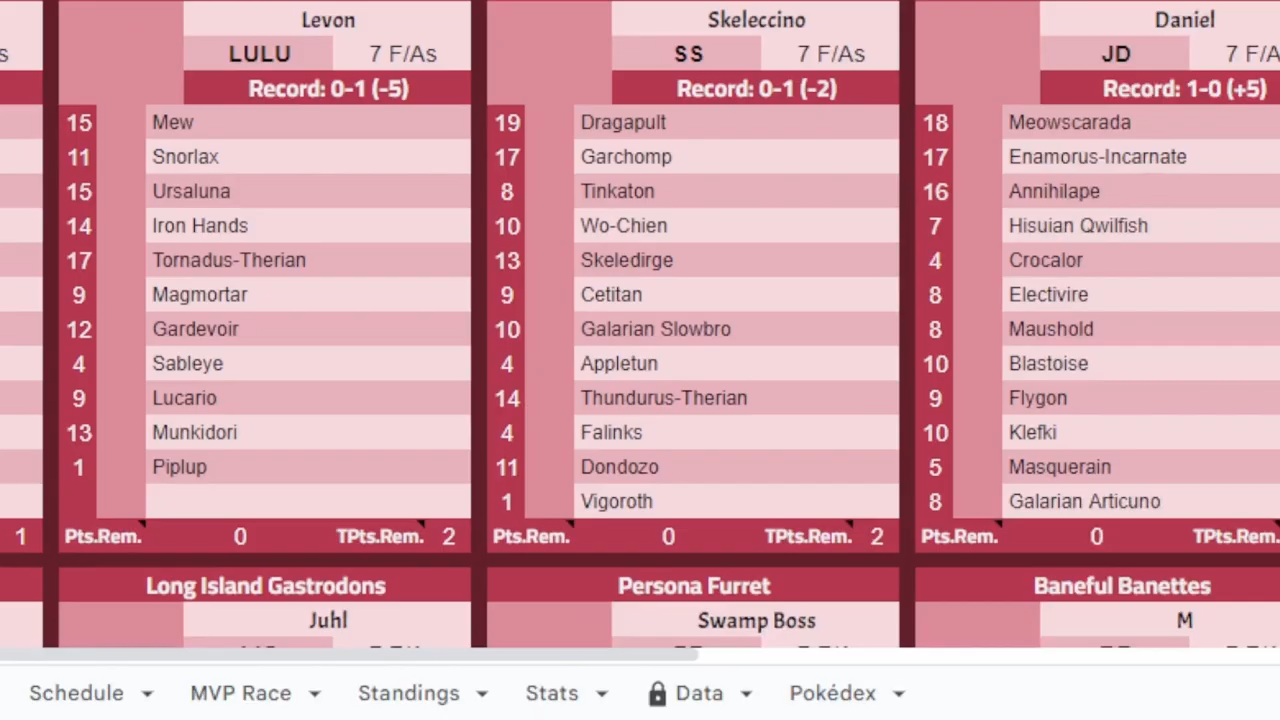 Levon Skeleccino Daniel
s LULU 7 F/As SS 7 F/As JD 7 F/A
Record: 0-1 (-5) Record: 0-1 (-2) Record: 1-0 (+5)
15 Mew 19 Dragapult 18 Meowscarada
11 Snorlax 17 Garchomp 17 Enamorus-Incarnate
15 Ursaluna 8 Tinkaton 16 Annihilape
14 Iron Hands 10 Wo-Chien 7 Hisuian Qwilfish
17 Tornadus-Therian 13 Skeledirge 4 Crocalor
9 Magmortar 9 Cetitan 8 Electivire
12 Gardevoir 10 Galarian Slowbro 8 Maushold
4 Sableye 4 Appletun 10 Blastoise
9 Lucario 14 Thundurus-Therian 9 Flygon
13 Munkidori 4 Falinks 10 Klefki
1 Piplup 11 Dondozo 5 Masquerain
1 Vigoroth 8 Galarian Articuno
1 Pts.Rem. 0 TPts.Rem. 2 Pts.Rem. 0 TPts.Rem. 2 Pts.Rem. 0 TPts.Rem.
Long Island Gastrodons Persona Furret Baneful Banettes
Juhl Swamp Boss M
Schedule MVP Race Standings Stats Data Pokédex